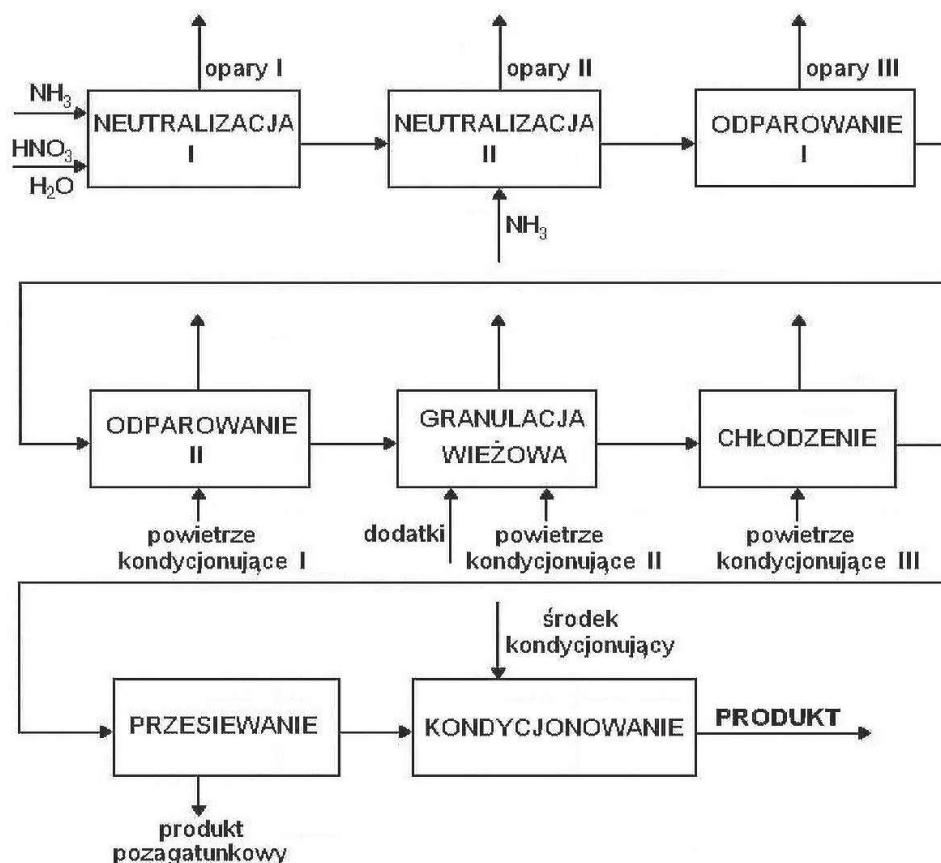 opary I
opary II
opary III
NH₃
HNO₃
H₂O
NEUTRALIZACJA
I
NEUTRALIZACJA
II
ODPAROWANIE
I
NH₃
ODPAROWANIE
II
GRANULACJA
WIEŻOWA
CHŁODZENIE
powietrze
kondycjonujące I
dodatki
powietrze
kondycjonujące II
powietrze
kondycjonujące III
środek
kondycjonujący
PRZESIEWANIE
KONDYCJONOWANIE
PRODUKT
produkt
pozagatunkowy